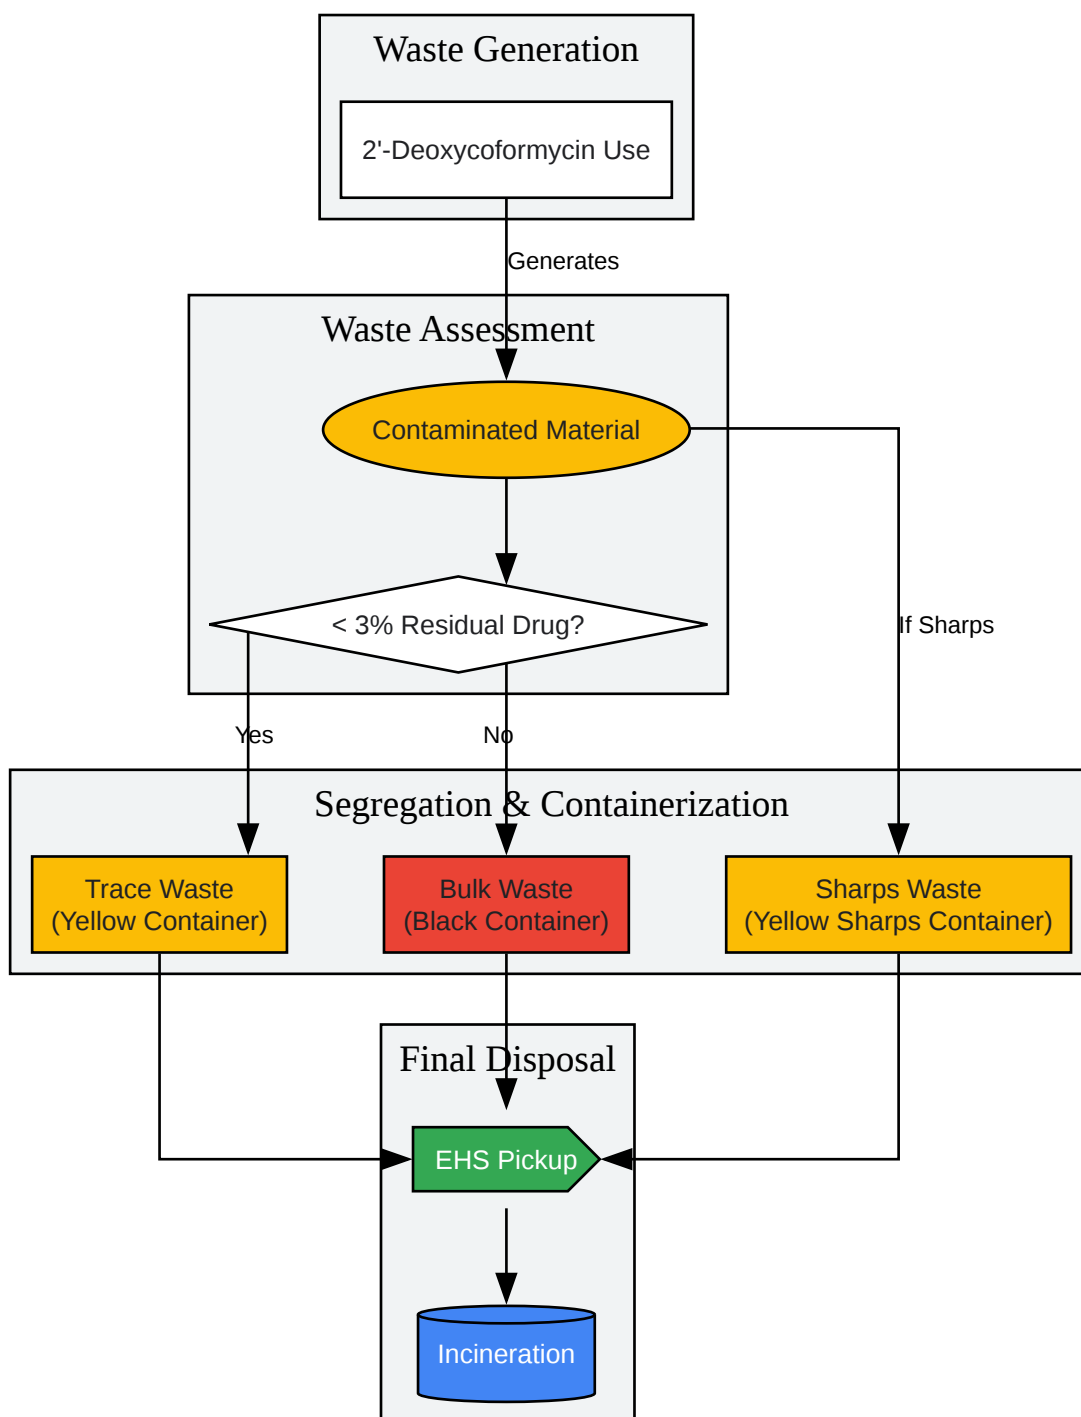 Waste Generation
2'-Deoxycoformycin Use
Generates
Waste Assessment
Contaminated Material
< 3% Residual Drug?
If Sharps
Yes
No
Segregation & Containerization
Trace Waste
(Yellow Container)
Bulk Waste
(Black Container)
Sharps Waste
(Yellow Sharps Container)
Final Disposal
EHS Pickup
Incineration